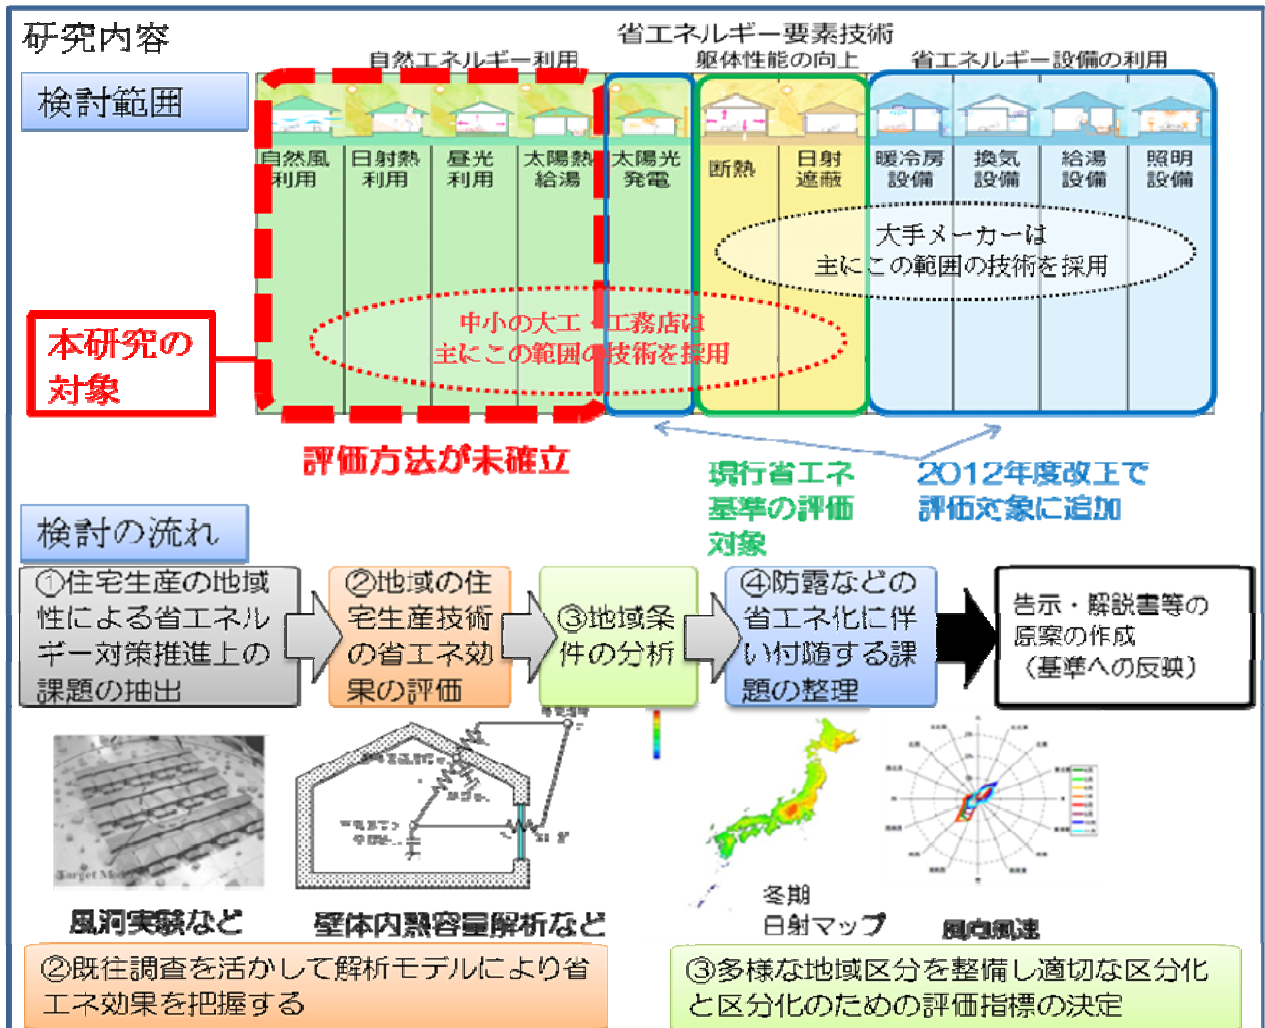 研究内容
省エネルギー要素技術
自然エネルギー利用
躯体性能の向上
省エネルギー設備の利用
検討範囲
自然風
利用
日射熱
利用
昼光
利用
太陽熱
給湯
太陽光
発電
断熱
日射
遮蔽
暖冷房
設備
換気
設備
給湯
設備
照明
設備
大手メーカーは
主にこの範囲の技術を採用
中小の大工・工務店は
主にこの範囲の技術を採用
本研究の
対象
評価方法が未確立
現行省エネ
基準の評価
対象
2012年度改正で
評価対象に追加
検討の流れ
①住宅生産の地域
性による省エネル
ギー対策推進上の
課題の抽出
②地域の住
宅生産技術
の省エネ効
果の評価
③地域条
件の分析
④防露などの
省エネ化に伴
い付随する課
題の整理
告示・解説書等の
原案の作成
（基準への反映）
Target
風洞実験など
壁体内熱容量解析など
冬期
日射マップ
風向風速
②既往調査を活かして解析モデルにより省
エネ効果を把握する
③多様な地域区分を整備し適切な区分化
と区分化のための評価指標の決定